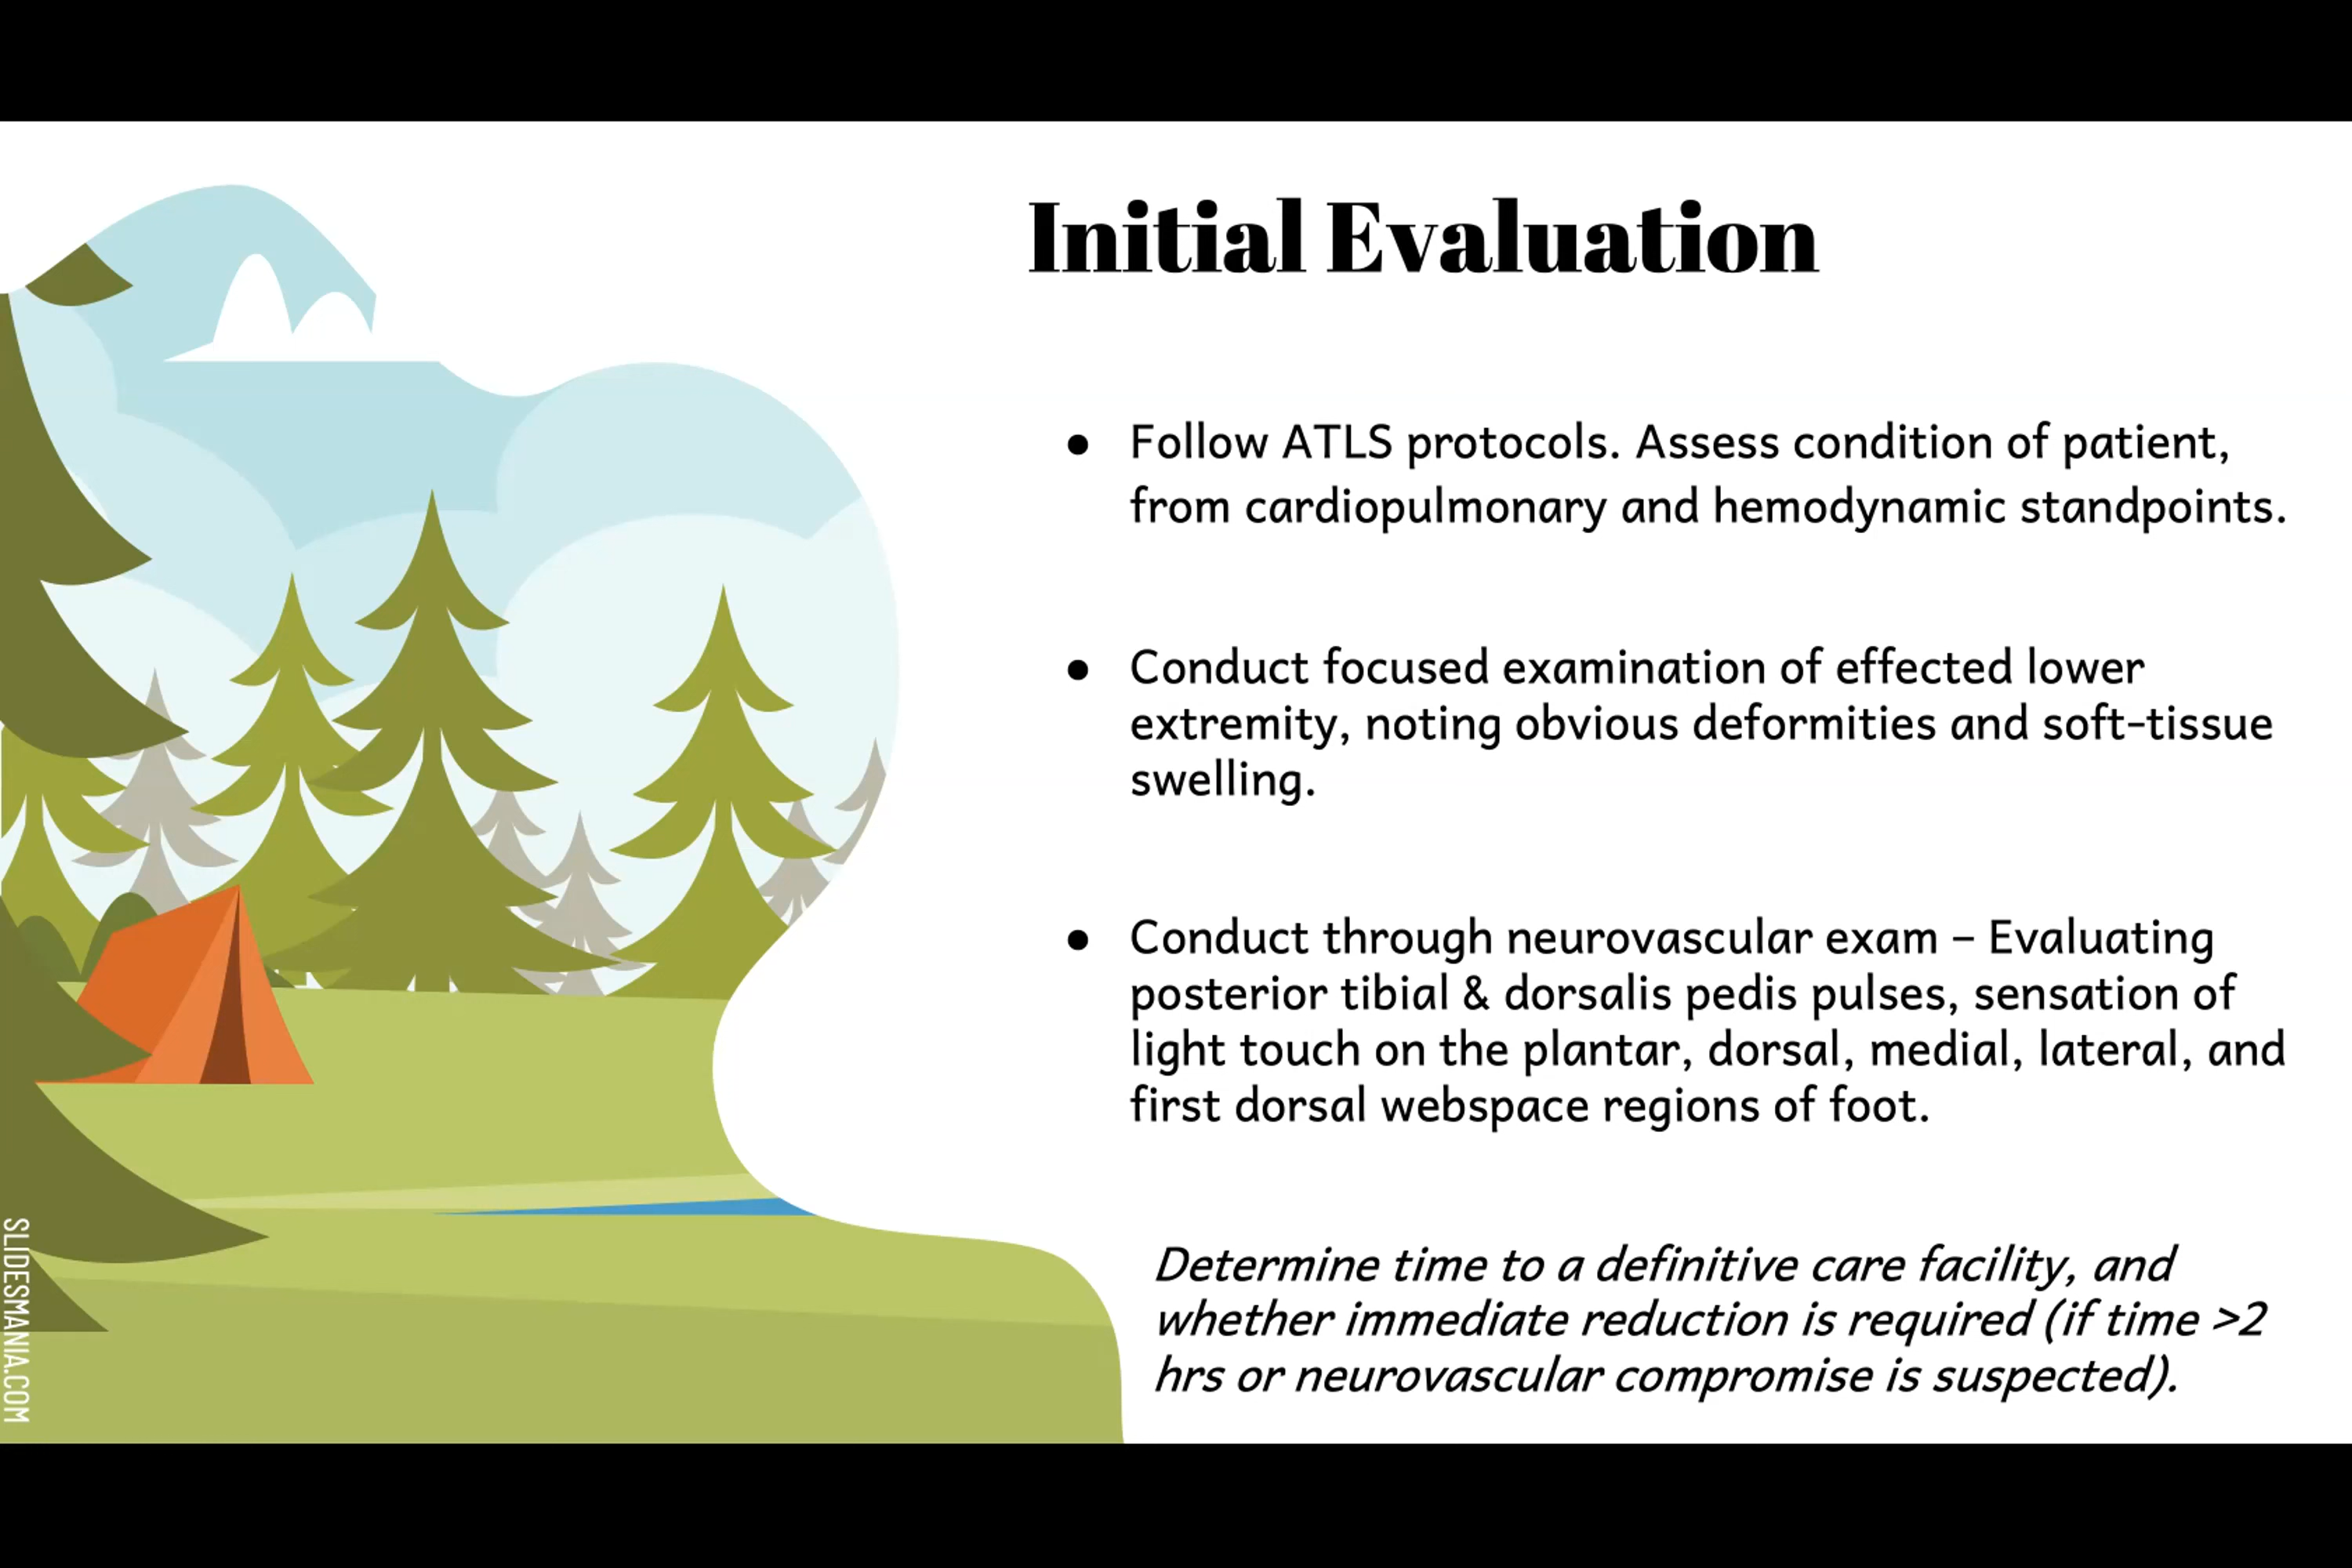 Initial Evaluation
● Follow ATLS protocols. Assess condition of patient,
from cardiopulmonary and hemodynamic standpoints.
● Conduct focused examination of effected lower
extremity, noting obvious deformities and soft-tissue
swelling.
● Conduct through neurovascular exam – Evaluating
posterior tibial & dorsalis pedis pulses, sensation of
light touch on the plantar, dorsal, medial, lateral, and
first dorsal webspace regions of foot.
Determine time to a definitive care facility, and
whether immediate reduction is required (if time >2
hrs or neurovascular compromise is suspected).
SLIDESMANIA.COM